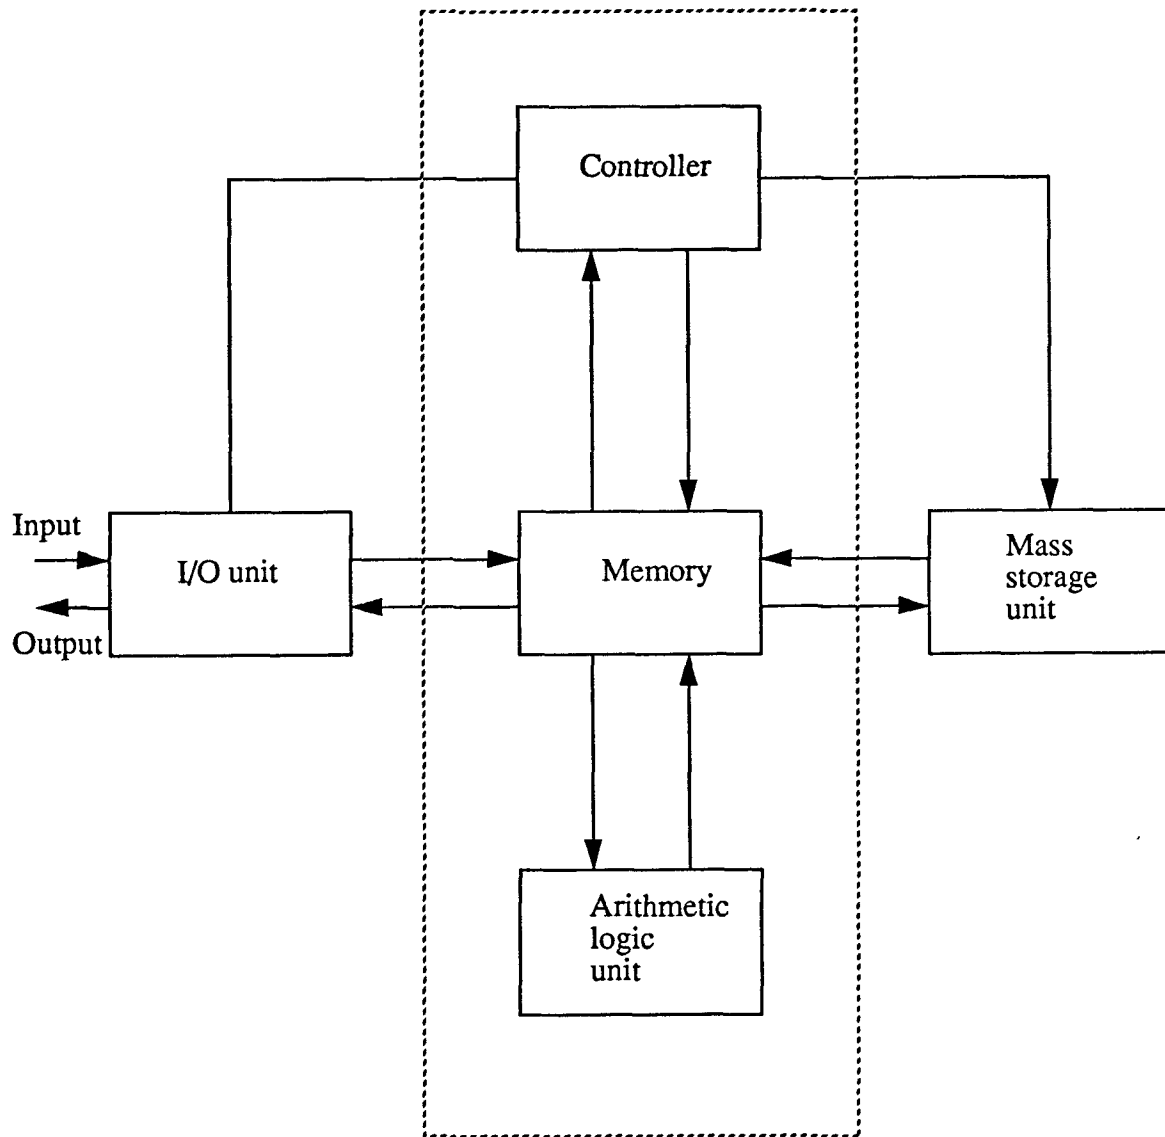 Controller
Input
I/O unit
Output
Memory
Mass
storage
unit
Arithmetic
logic
unit